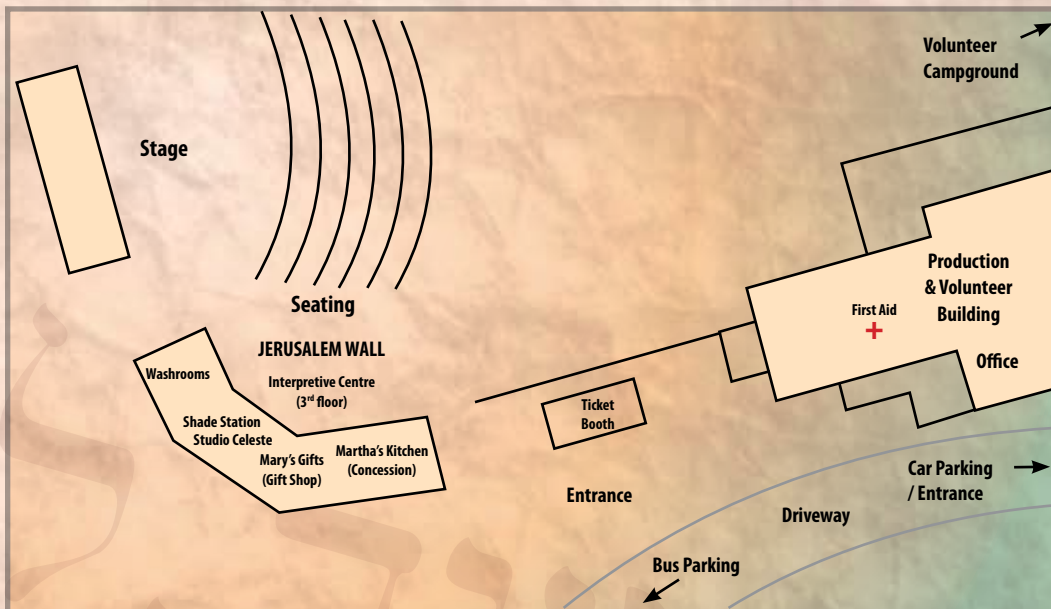 Volunteer
Campground
Stage
Production
& Volunteer
Building
First Aid
Office
Seating
JERUSALEM WALL
Interpretive Centre
(3rd floor)
Washrooms
Shade Station
Studio Celeste
Mary's Gifts
(Gift Shop)
Martha's Kitchen
(Concession)
Ticket
Booth
Entrance
Car Parking
/ Entrance
Driveway
Bus Parking